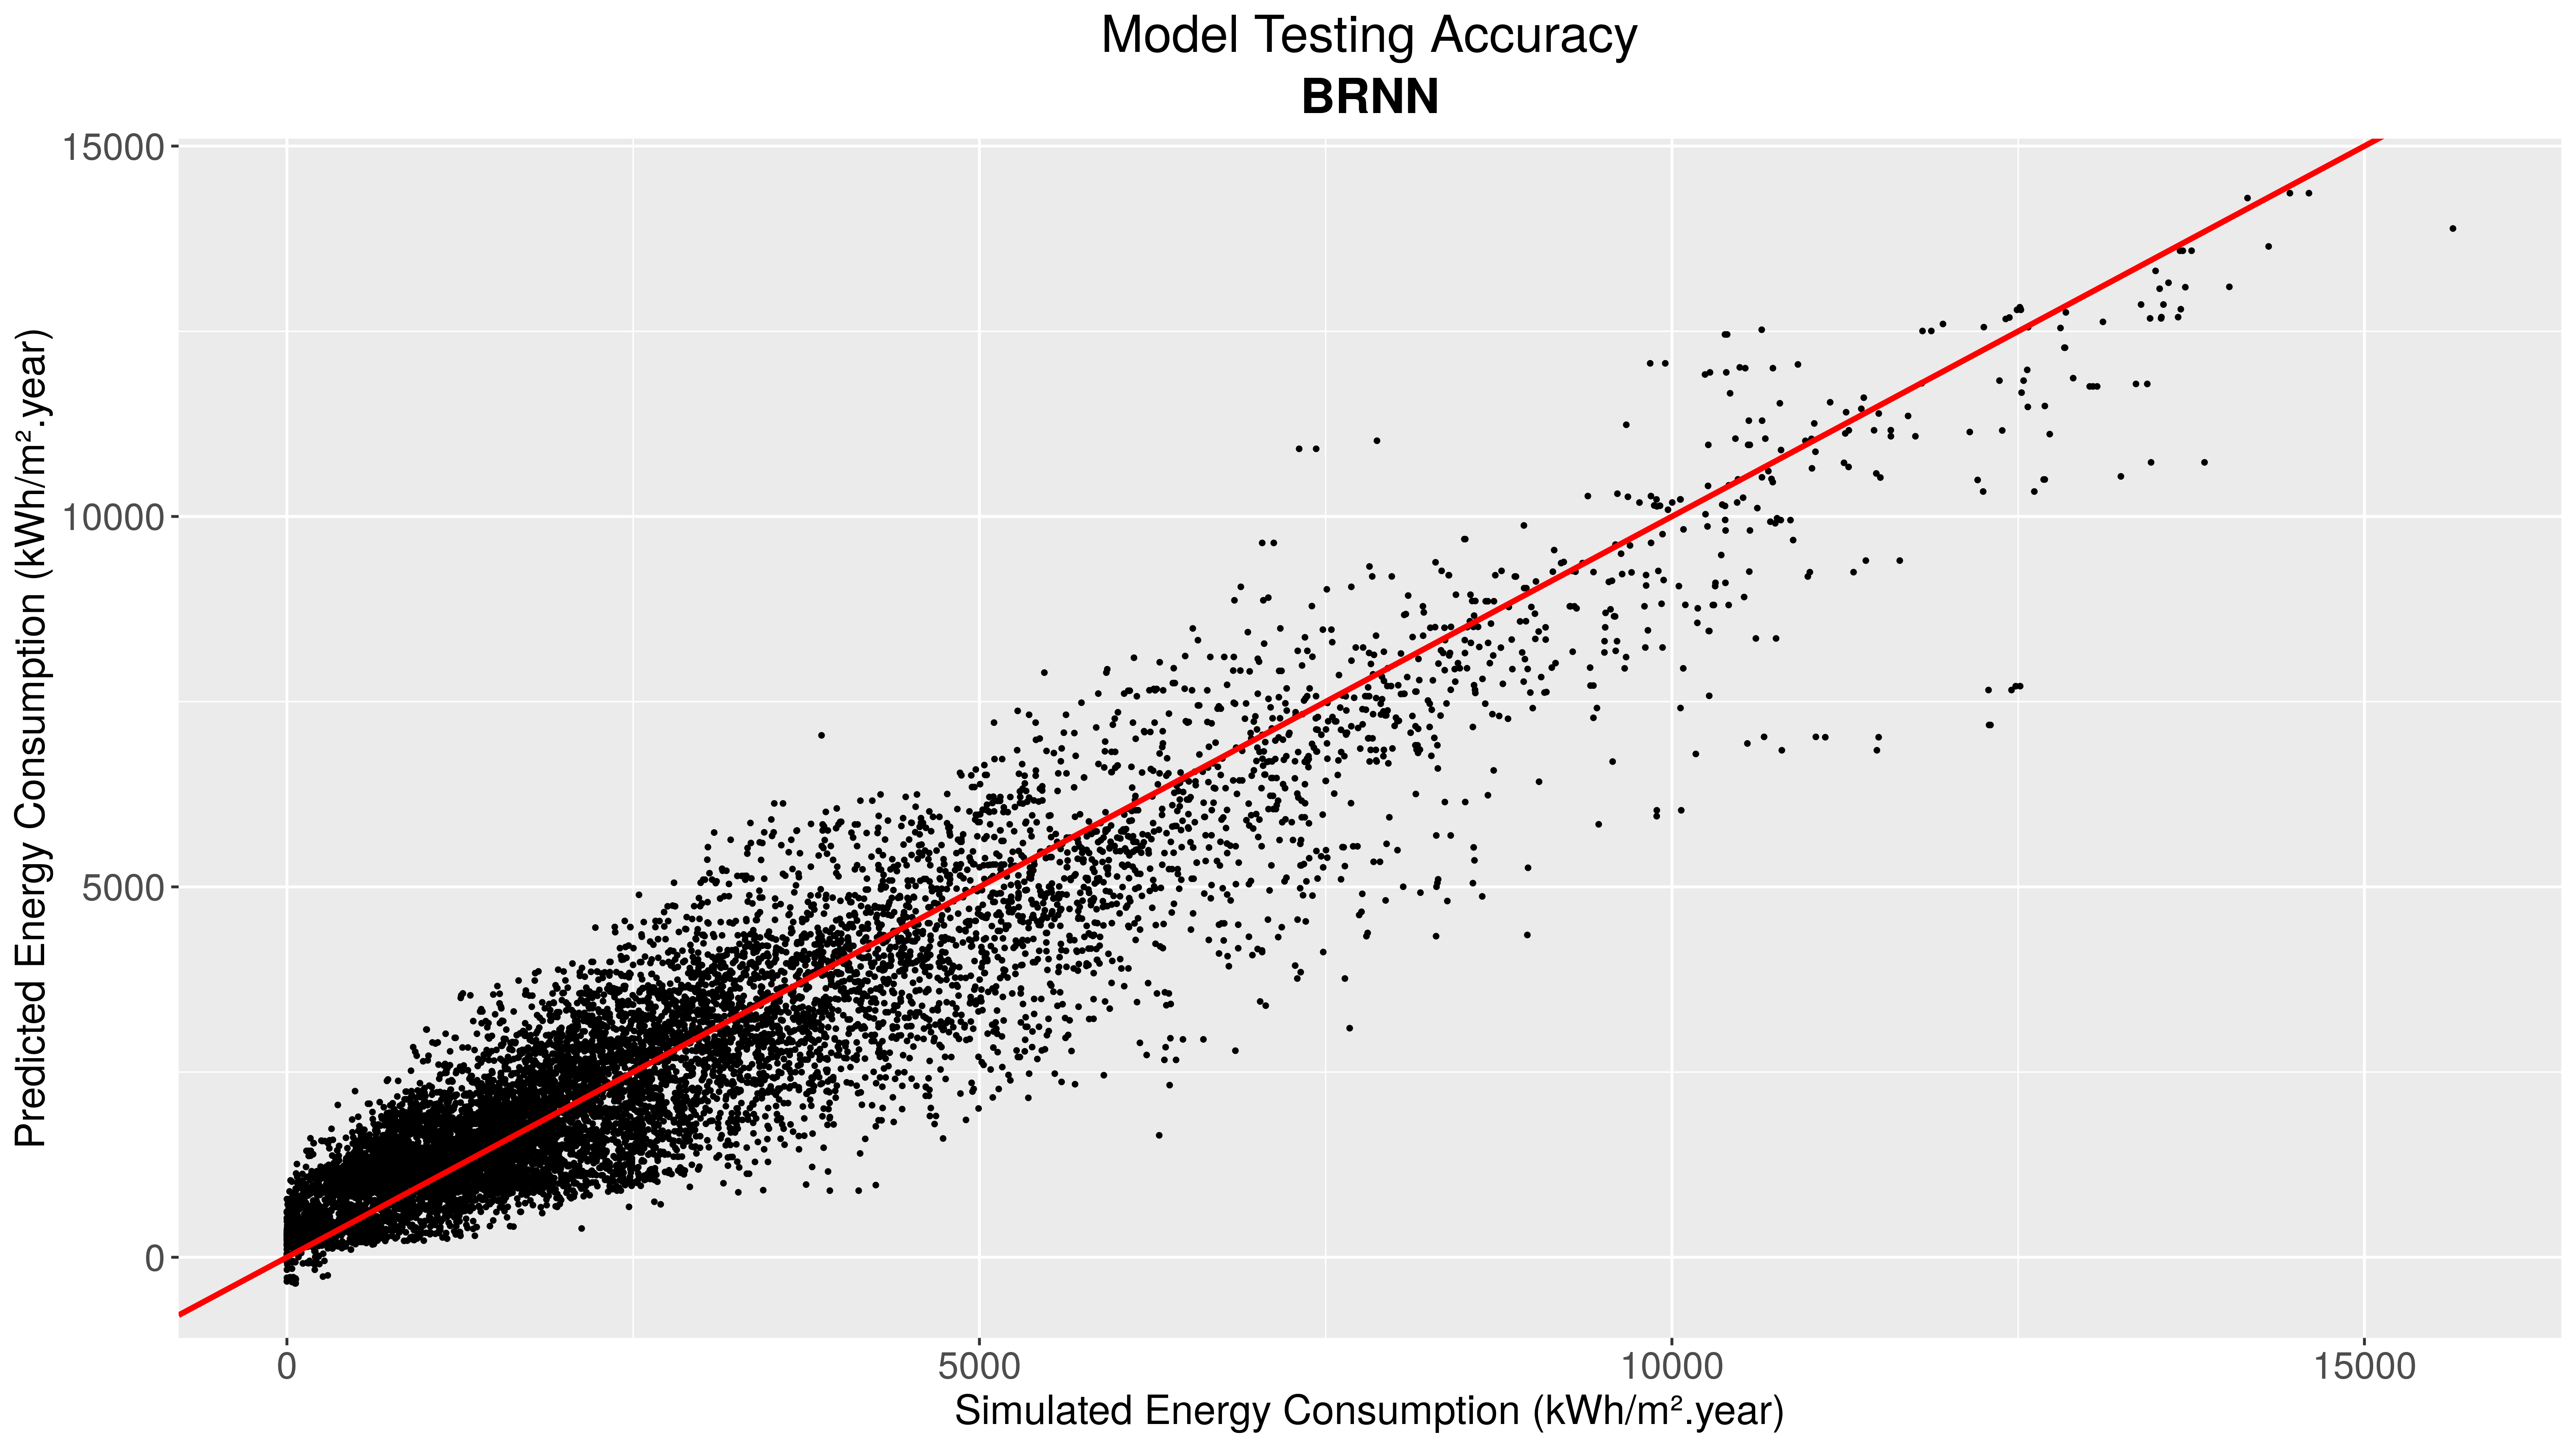 Model Testing Accuracy
BRNN
Predicted Energy Consumption (kWh/m².year)
15000
10000
5000
0
0 5000 10000 15000
Simulated Energy Consumption (kWh/m².year)